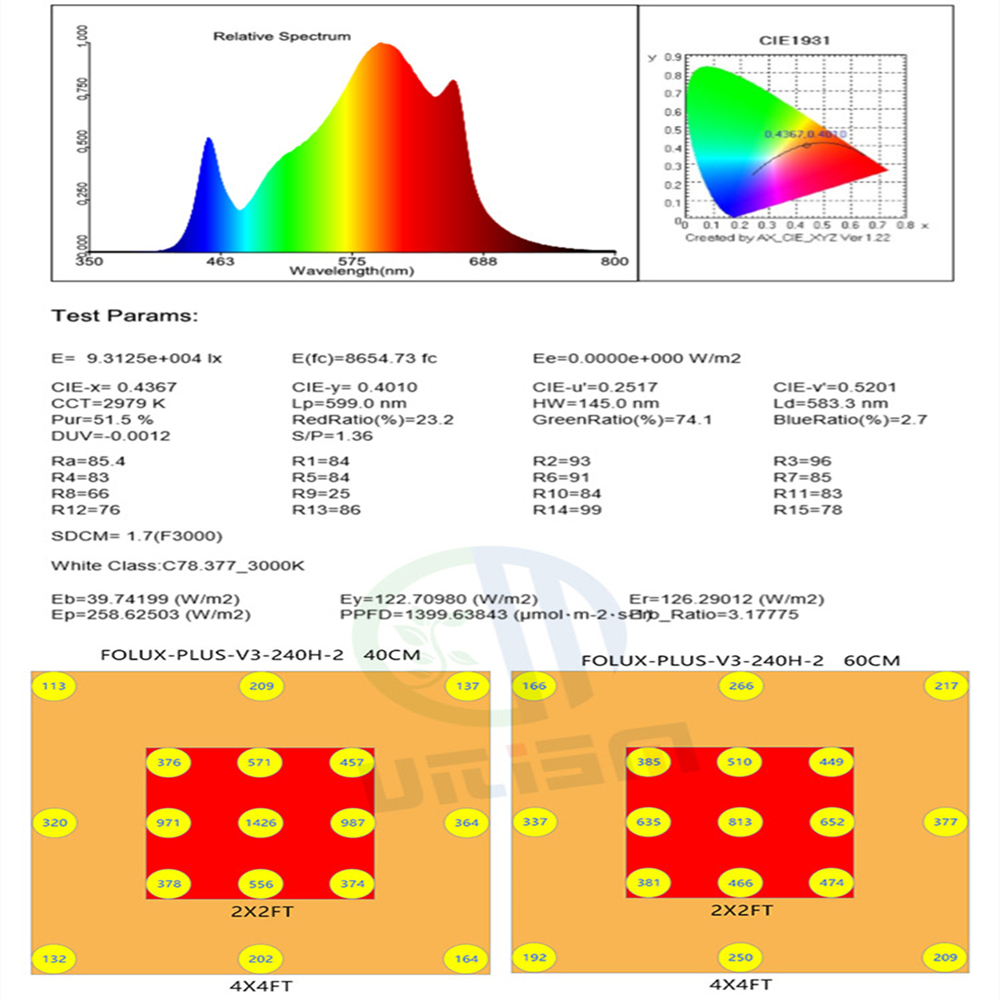 Relative Spectrum
1.000
0.750
0.500
0.250
0.000
350 463 575 688 800
Wavelength(nm)
CIE1931
y
0.9
0.8
0.7
0.6
0.5
0.4
0.3
0.2
0.1
0
0.4367,0.4010
0 0.1 0.2 0.3 0.4 0.5 0.6 0.7 0.8 x
Created by AX_CIE_XYZ Ver 1.22
Test Params:
E= 9.3125e+004 lx E(fc)=8654.73 fc Ee=0.0000e+000 W/m2
CIE-x= 0.4367 CIE-y= 0.4010 CIE-u'=0.2517 CIE-v'=0.5201
CCT=2979 K Lp=599.0 nm HW=145.0 nm Ld=583.3 nm
Pur=51.5 % RedRatio(%)=23.2 GreenRatio(%)=74.1 BlueRatio(%)=2.7
DUV=-0.0012 S/P=1.36
Ra=85.4 R1=84 R2=93 R3=96
R4=83 R5=84 R6=91 R7=85
R8=66 R9=25 R10=84 R11=83
R12=76 R13=86 R14=99 R15=78
SDCM= 1.7(F3000)
White Class:C78.377_3000K
Eb=39.74199 (W/m2) Ey=122.70980 (W/m2) Er=126.29012 (W/m2)
Ep=258.62503 (W/m2) PPFD=1399.63843 (μmol·m-2·s-1) _Ratio=3.17775
FOLUX-PLUS-V3-240H-2 40CM
113 209 137
376 571 457
320 971 1426 987 364
378 556 374
2X2FT
132 202 164
4X4FT
FOLUX-PLUS-V3-240H-2 60CM
166 266 217
385 510 449
337 635 813 652 377
381 466 474
2X2FT
192 250 209
4X4FT